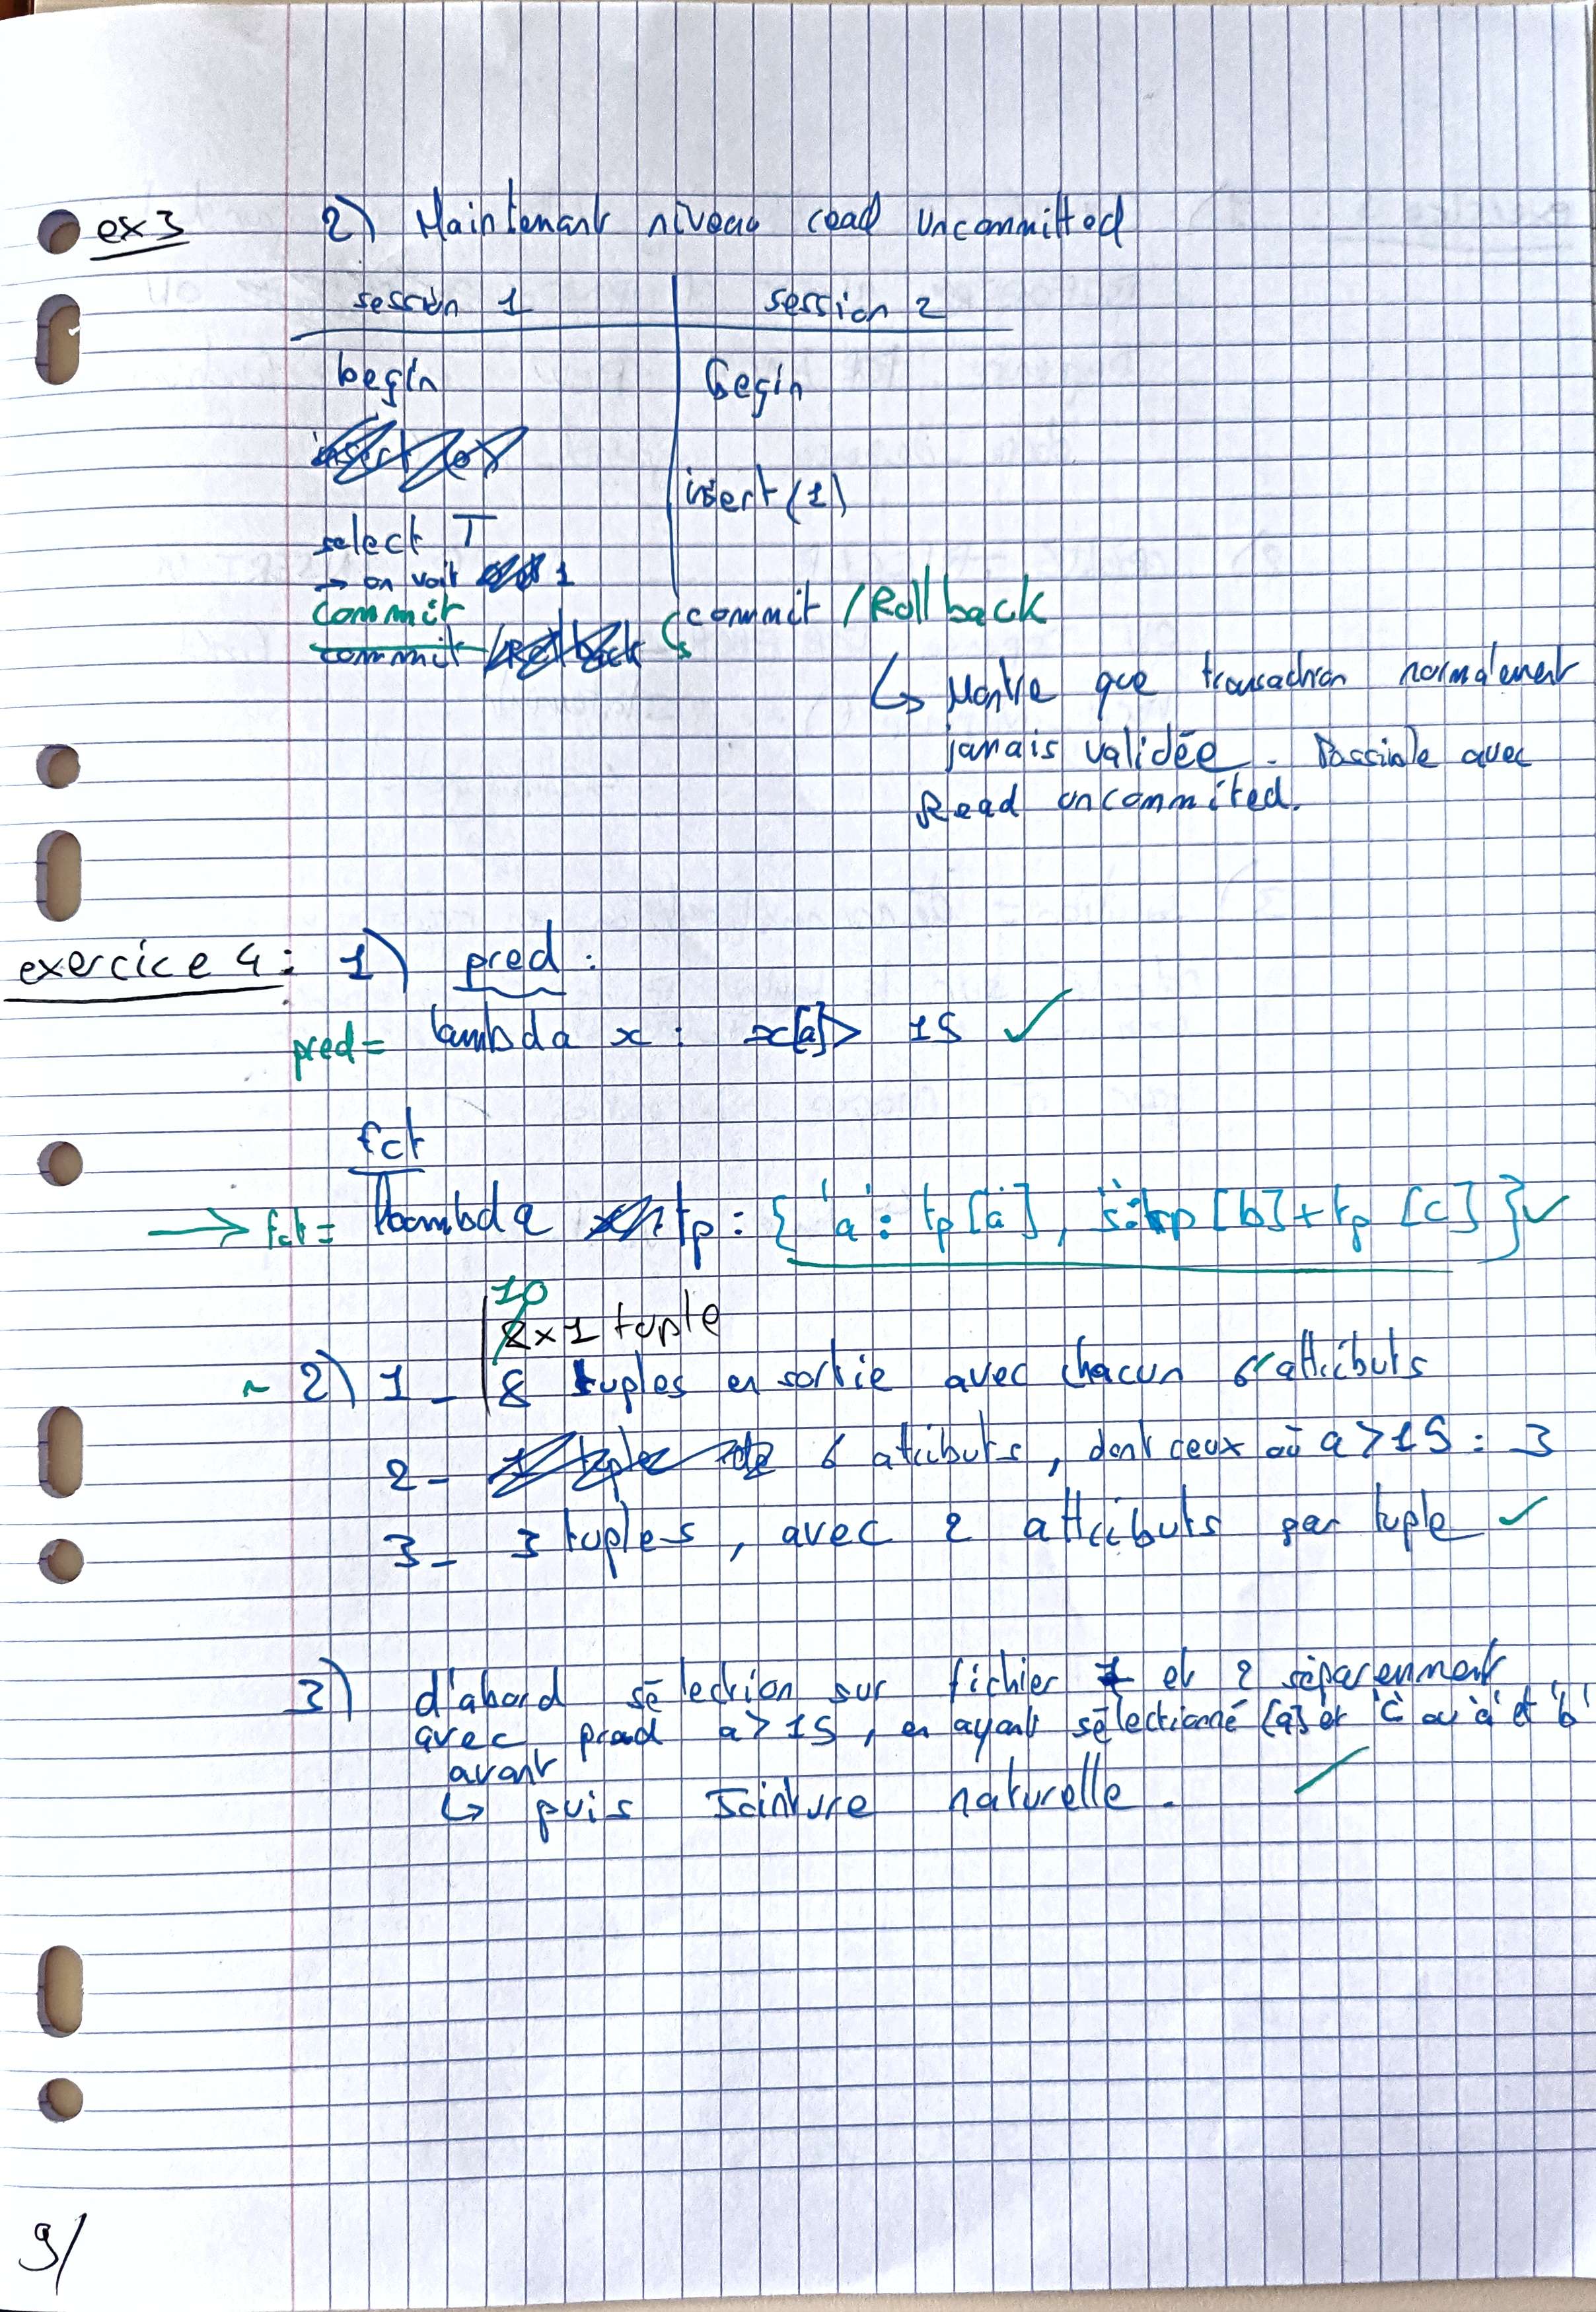 ex3
2) Maintenant niveau read Uncommitted
session 1 session 2
begin begin
insert (1)
select T
→ on voit 1
commit
commit / Rollback
commit
↳ Montre que transaction normalement
jamais validée. Possible avec
Read uncommited.
exercice 4: 1) pred :
pred = lambda x : x[a] > 15 ✓
fct
→ fct = lambda tp : { 'a' : tp['a'], 's': tp[b] + tp[c] } ✓
10
x 1 tuple
~ 2) 1 - 8 tuples en sortie avec chacun 6 attributs
2 - 6 atributs, dont ceux où a > 15 : 3
3 - 3 tuples, avec 2 attributs par tuple ✓
3) d'abord sélection sur fichier 1 et 2 séparemment
avec pred a > 15, en ayant sélectionné (a) et 'c' ou 'a' et 'b'
avant
↳ puis Jointure naturelle.
9/